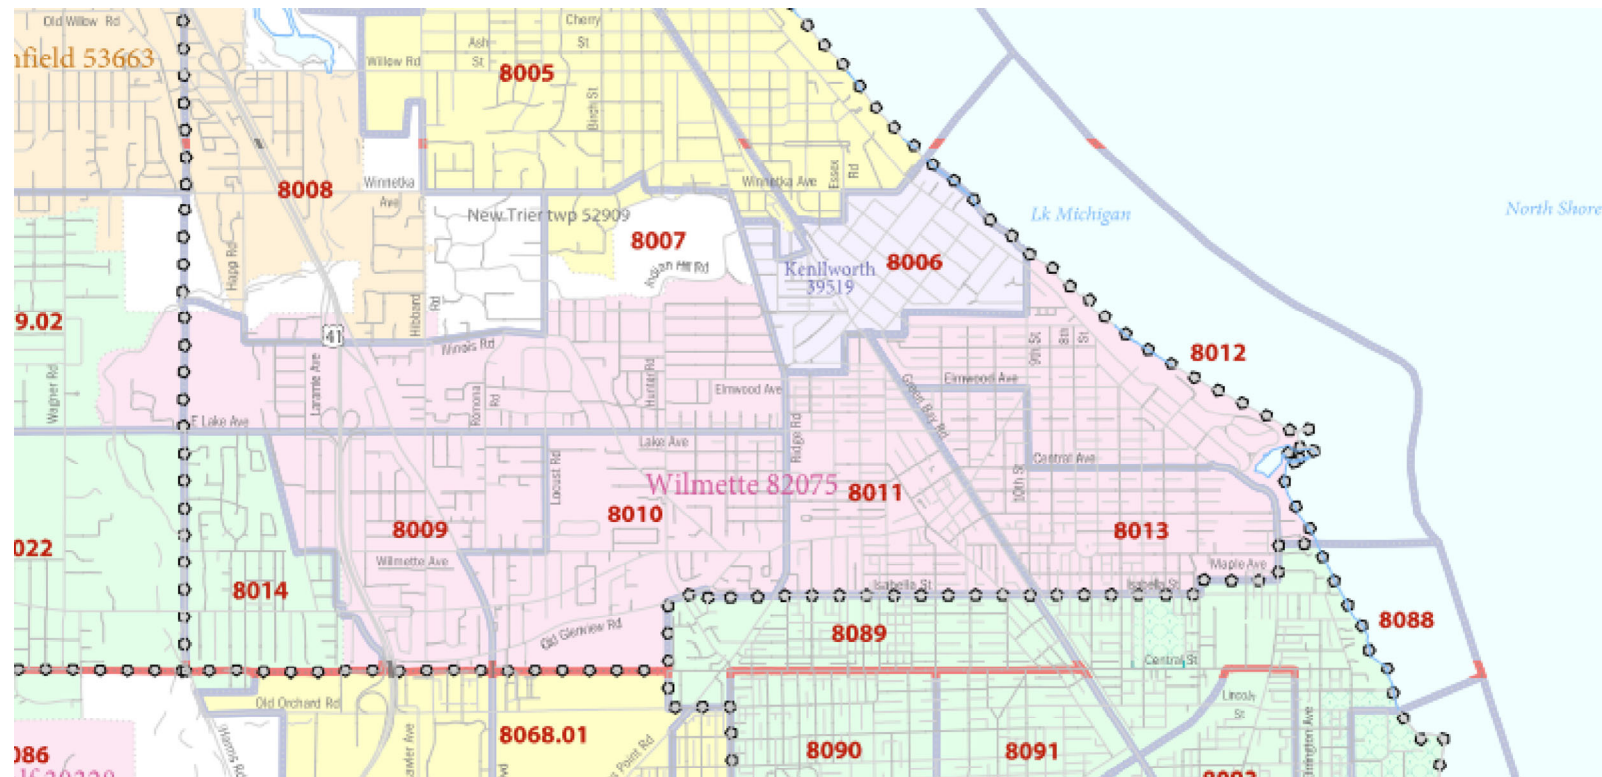 Old Willow Rd
Cherry
St
Ash
St
Willow Rd
nfield 53663
8005
Birch St
8008
Winnetka
Ave
Winnetka Ave
Essex
Rd
New Trier twp 52909
8007
Indian Hill Rd
Lk Michigan
North Shore
Happ Rd
Kenilworth
39519
8006
9.02
41
Hibbard
Rd
Illinois Rd
9th St
8th
St
8012
Wagner Rd
Laramie Ave
Romona
Rd
Hunter Rd
Elmwood Ave
Elmwood Ave
Green Bay Rd
E Lake Ave
Lake Ave
Ridge Rd
Central Ave
Locust Rd
10th St
Wilmette 82075
8011
8009
8010
8013
022
Wilmette Ave
Maple Ave
8014
Isabella St
Isabella St
Old Glenview Rd
8089
8088
Central St
Old Orchard Rd
Lincoln
St
Harms Rd
8068.01
086
8090
8091